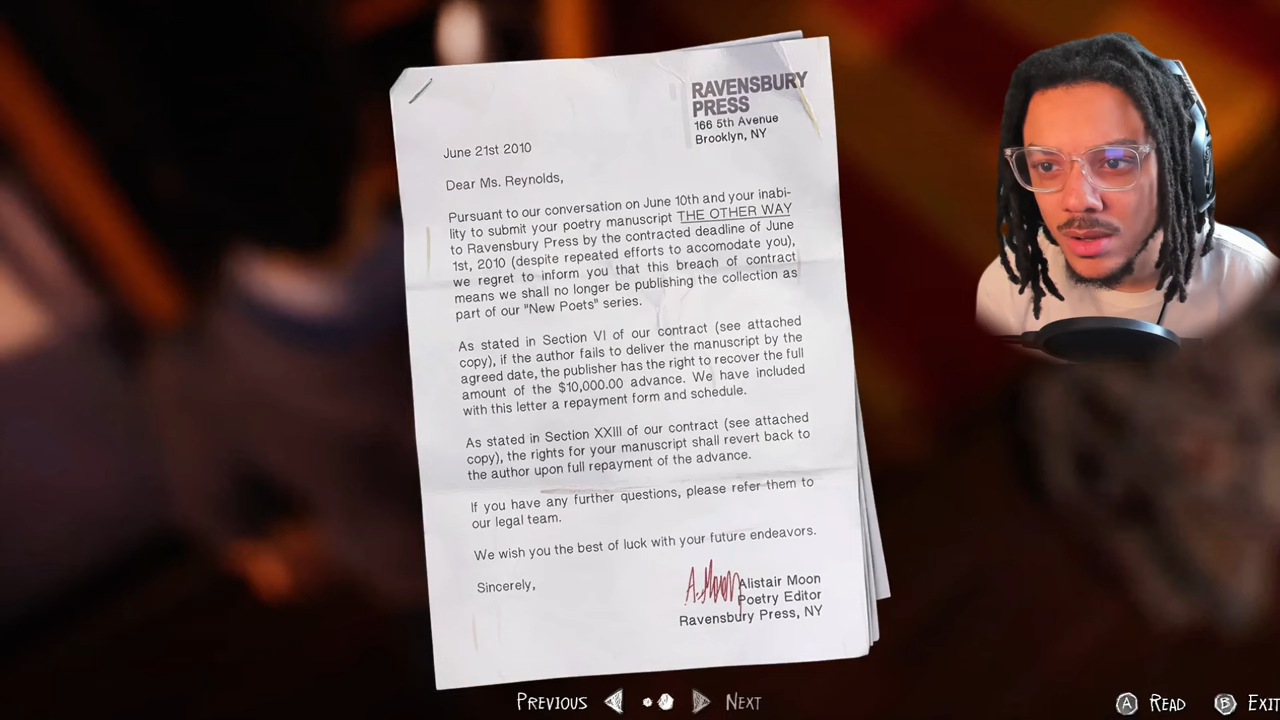 RAVENSBURY
PRESS
166 5th Avenue
Brooklyn, NY
June 21st 2010
Dear Ms. Reynolds,
Pursuant to our conversation on June 10th and your inabi-
lity to submit your poetry manuscript THE OTHER WAY
to Ravensbury Press by the contracted deadline of June
1st, 2010 (despite repeated efforts to accomodate you),
we regret to inform you that this breach of contract
means we shall no longer be publishing the collection as
part of our "New Poets" series.
As stated in Section VI of our contract (see attached
copy), if the author fails to deliver the manuscript by the
agreed date, the publisher has the right to recover the full
amount of the $10,000.00 advance. We have included
with this letter a repayment form and schedule.
As stated in Section XXIII of our contract (see attached
copy), the rights for your manuscript shall revert back to
the author upon full repayment of the advance.
If you have any further questions, please refer them to
our legal team.
We wish you the best of luck with your future endeavors.
Sincerely,
A.Moon
Alistair Moon
Poetry Editor
Ravensbury Press, NY
PREVIOUS NEXT
A READ B EXIT